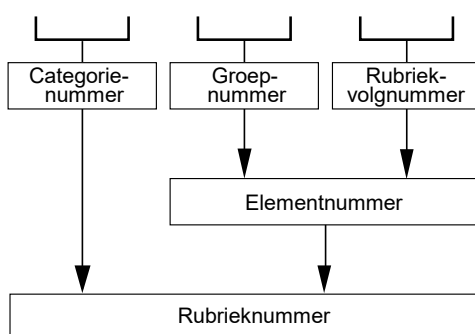 Categorie-
nummer
Groep-
nummer
Rubriek-
volgnummer
Elementnummer
Rubrieknummer